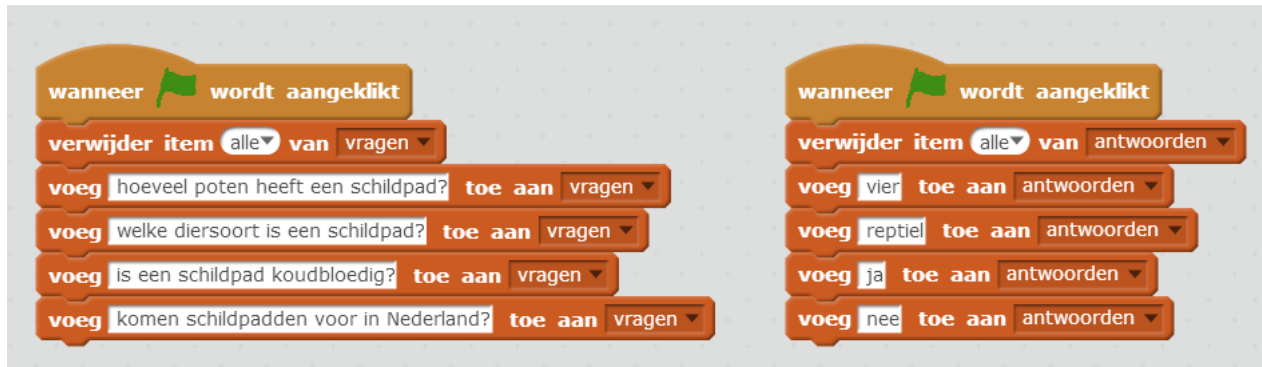 wanneer wordt aangeklikt
verwijder item alle van vragen
voeg hoeveel poten heeft een schildpad? toe aan vragen
voeg welke diersoort is een schildpad? toe aan vragen
voeg is een schildpad koudbloedig? toe aan vragen
voeg komen schildpadden voor in Nederland? toe aan vragen
wanneer wordt aangeklikt
verwijder item alle van antwoorden
voeg vier toe aan antwoorden
voeg reptiel toe aan antwoorden
voeg ja toe aan antwoorden
voeg nee toe aan antwoorden